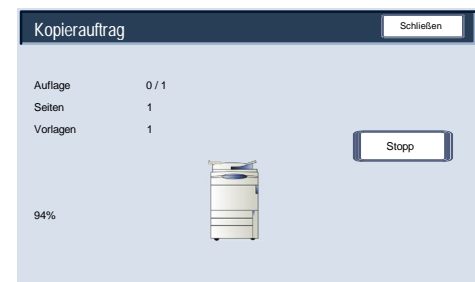 Kopierauftrag
Schließen
Auflage 0 / 1
Seiten 1
Vorlagen 1
Stopp
94%